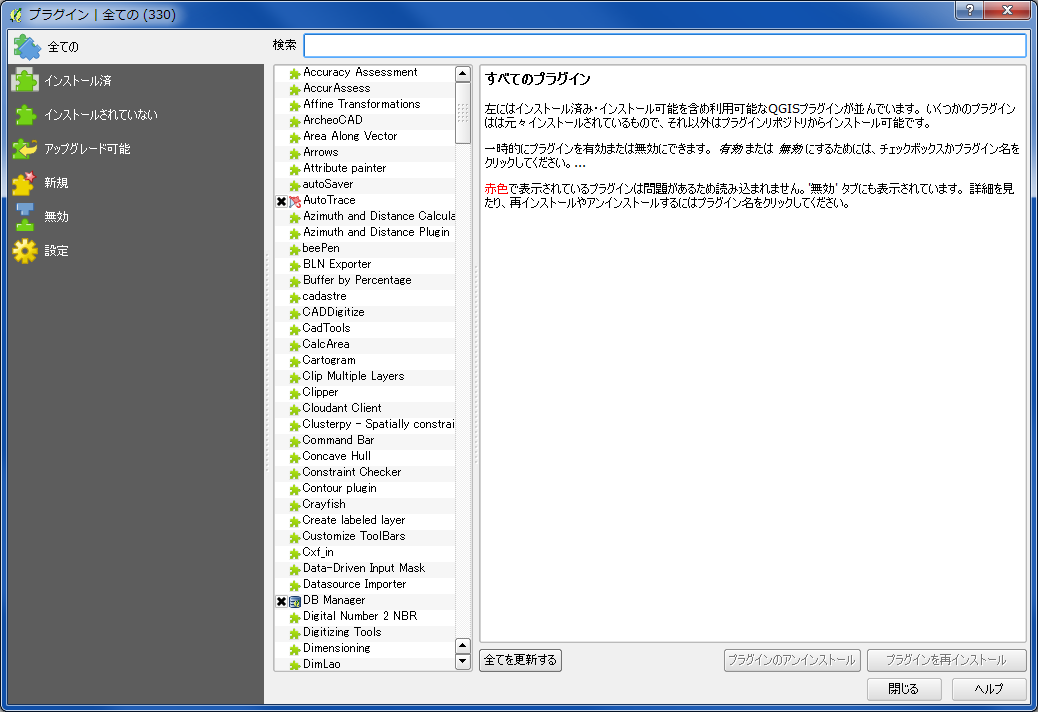 プラグイン | 全ての (330)
全ての
インストール済
インストールされていない
アップグレード可能
新規
無効
設定
検索
Accuracy Assessment
AccurAssess
Affine Transformations
ArcheoCAD
Area Along Vector
Arrows
Attribute painter
autoSaver
AutoTrace
Azimuth and Distance Calcula
Azimuth and Distance Plugin
beePen
BLN Exporter
Buffer by Percentage
cadastre
CADDigitize
CadTools
CalcArea
Cartogram
Clip Multiple Layers
Clipper
Cloudant Client
Clusterpy - Spatially constrai
Command Bar
Concave Hull
Constraint Checker
Contour plugin
Crayfish
Create labeled layer
Customize ToolBars
Cxf_in
Data-Driven Input Mask
Datasource Importer
DB Manager
Digital Number 2 NBR
Digitizing Tools
Dimensioning
DimLao
すべてのプラグイン
左にはインストール済み・インストール可能を含め利用可能なQGISプラグインが並んでいます。いくつかのプラグイン
はは元々インストールされているもので、それ以外はプラグインリポジトリからインストール可能です。
一時的にプラグインを有効または無効にできます。 有効 または 無効 にするためには、チェックボックスかプラグイン名を
クリックしてください。...
赤色で表示されているプラグインは問題があるため読み込まれません。'無効' タブにも表示されています。詳細を見
たり、再インストールやアンインストールするにはプラグイン名をクリックしてください。
全てを更新する
プラグインのアンインストール
プラグインを再インストール
閉じる
ヘルプ